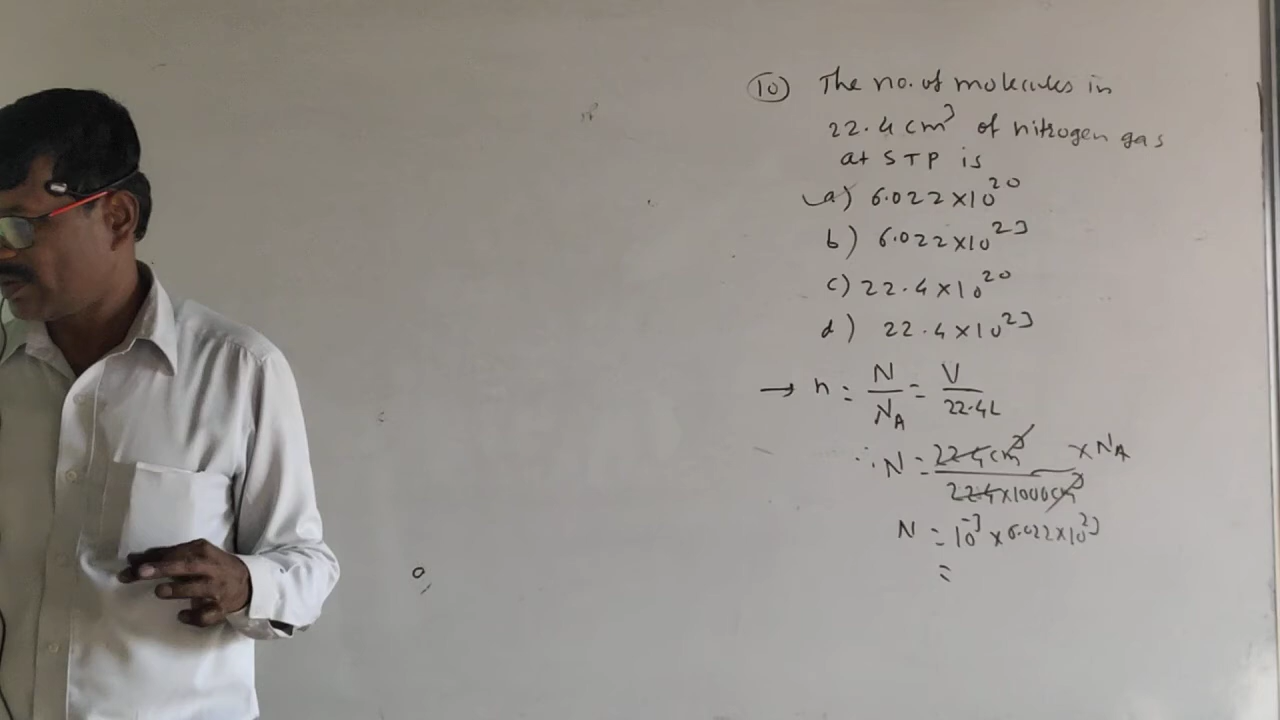 10) The no. of molecules in
22.4 cm³ of nitrogen gas
at STP is
a) 6.022×10²⁰
b) 6.022×10²³
c) 22.4×10²⁰
d) 22.4×10²³
→ n = N/N_A = V/22.4L
∴ N = 22.4cm³/22.4×1000cm³ ×N_A
N = 10⁻³×6.022×10²³
=